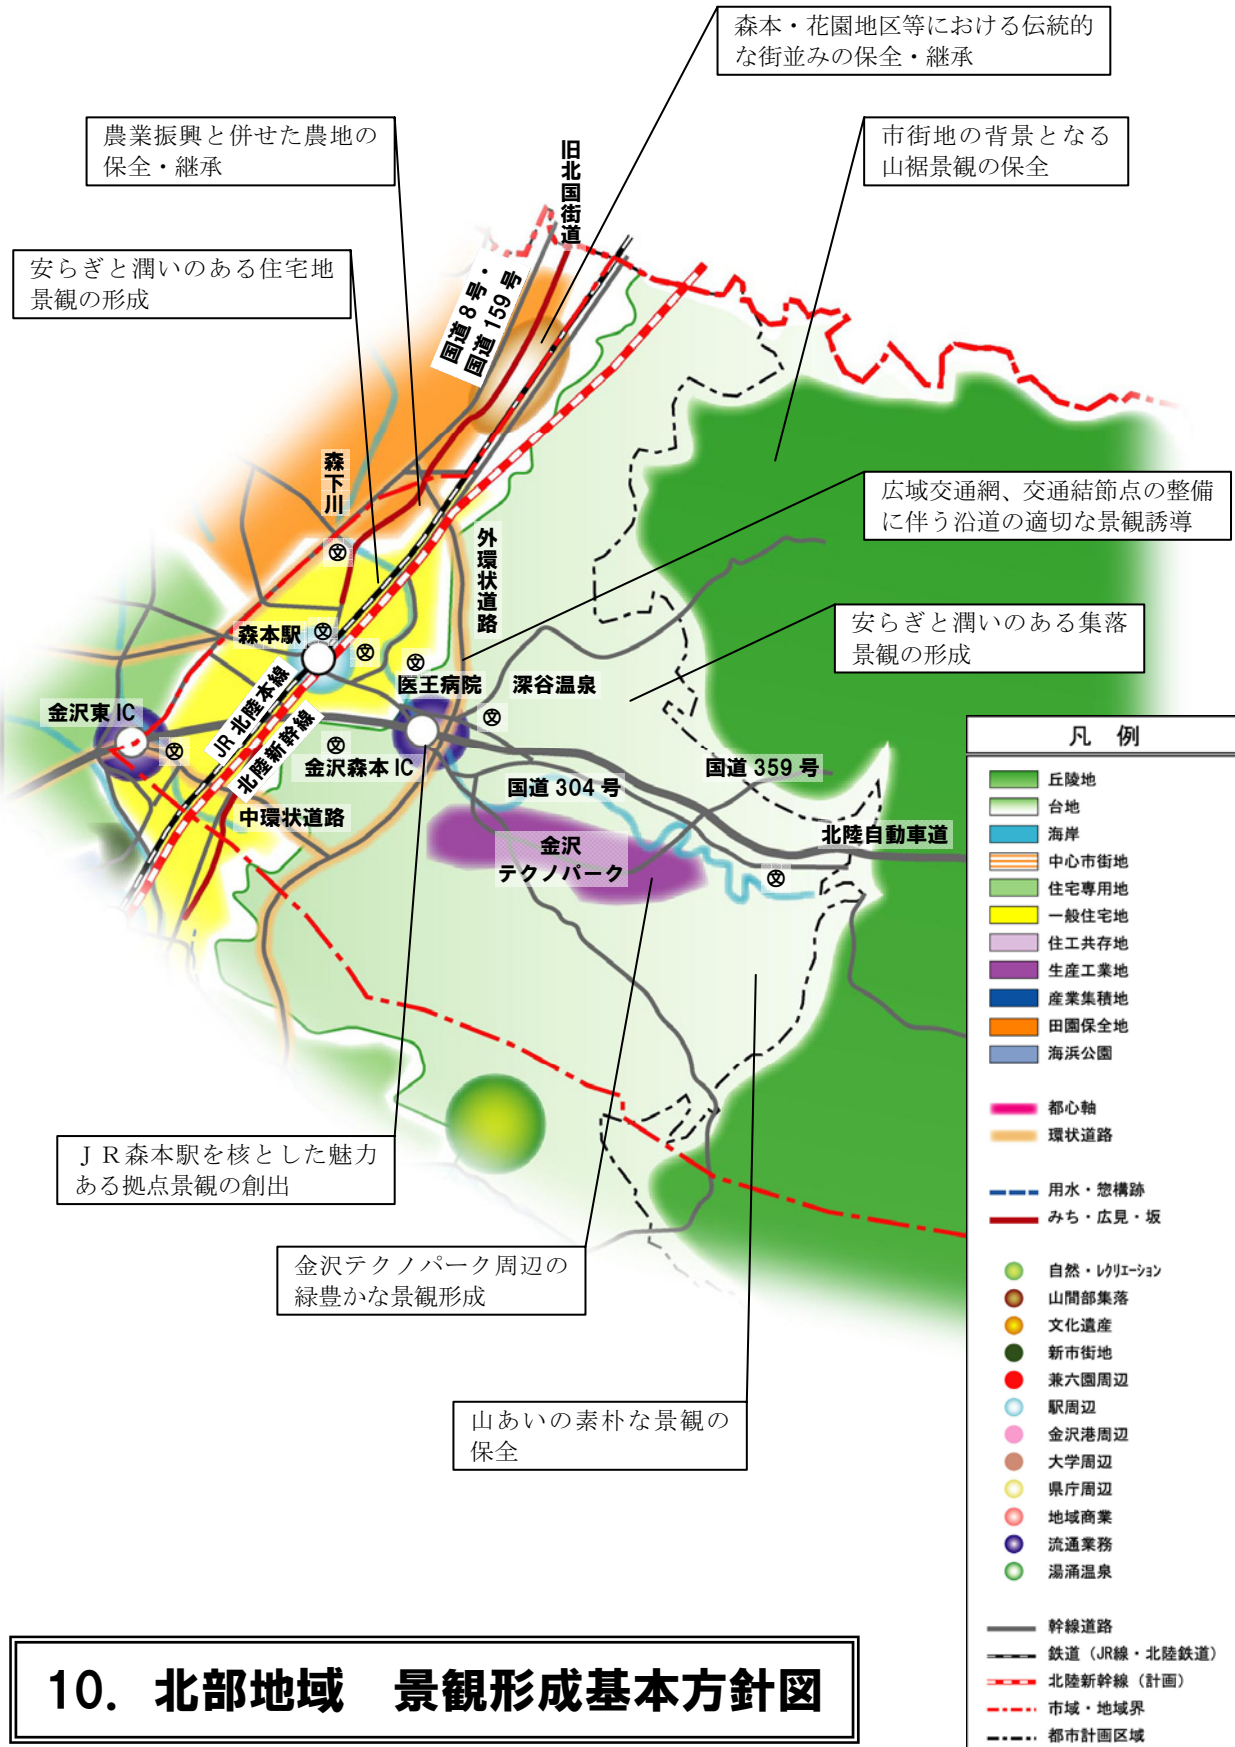 森本・花園地区等における伝統的
な街並みの保全・継承
農業振興と併せた農地の
保全・継承
市街地の背景となる
山裾景観の保全
旧北国街道
安らぎと潤いのある住宅地
景観の形成
国道8号・
国道159号
森下川
広域交通網、交通結節点の整備
に伴う沿道の適切な景観誘導
外環状道路
安らぎと潤いのある集落
景観の形成
森本駅
医王病院
深谷温泉
金沢東IC
JR北陸本線
北陸新幹線
金沢森本IC
国道304号
国道359号
中環状道路
金沢
テクノパーク
北陸自動車道
ＪＲ森本駅を核とした魅力
ある拠点景観の創出
金沢テクノパーク周辺の
緑豊かな景観形成
山あいの素朴な景観の
保全
凡 例
丘陵地
台地
海岸
中心市街地
住宅専用地
一般住宅地
住工共存地
生産工業地
産業集積地
田園保全地
海浜公園
都心軸
環状道路
用水・惣構跡
みち・広見・坂
自然・ﾚｸﾘｴｰｼｮﾝ
山間部集落
文化遺産
新市街地
兼六園周辺
駅周辺
金沢港周辺
大学周辺
県庁周辺
地域商業
流通業務
湯涌温泉
幹線道路
鉄道（JR線・北陸鉄道）
北陸新幹線（計画）
市域・地域界
都市計画区域
10. 北部地域　景観形成基本方針図